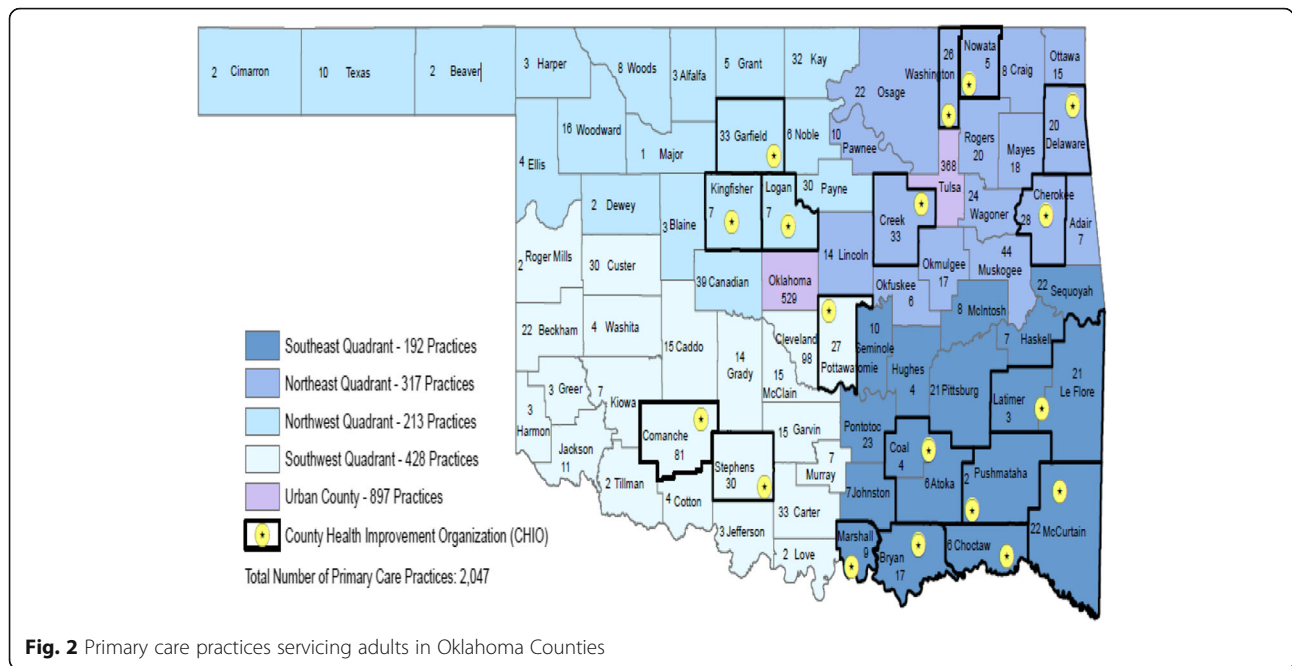 2 Cimarron
10 Texas
2 Beaver
3 Harper
8 Woods
3 Alfalfa
5 Grant
32 Kay
22 Osage
26 Washington
Nowata 5
8 Craig
Ottawa 15
4 Ellis
16 Woodward
1 Major
33 Garfield
6 Noble
10 Pawnee
Rogers 20
Mayes 18
20 Delaware
2 Dewey
3 Blaine
Kingfisher 7
Logan 7
30 Payne
368 Tulsa
Creek 33
24 Wagoner
Cherokee 28
Adair 7
2 Roger Mills
30 Custer
39 Canadian
Oklahoma 529
14 Lincoln
Okfuskee 6
Okmulgee 17
44 Muskogee
22 Sequoyah
22 Beckham
4 Washita
15 Caddo
14 Grady
Cleveland 98
15 McClain
27 Pottawatomie
10 Seminole
Hughes 4
8 McIntosh
7 Haskell
21 Pittsburg
Latimer 3
21 Le Flore
3 Harmon
3 Greer
7 Kiowa
Jackson 11
2 Tillman
Comanche 81
4 Cotton
Stephens 30
3 Jefferson
15 Garvin
7 Murray
33 Carter
2 Love
Pontotoc 23
7 Johnston
Coal 4
6 Atoka
2 Pushmataha
22 McCurtain
Marshall 9
Bryan 17
6 Choctaw
Southeast Quadrant - 192 Practices
Northeast Quadrant - 317 Practices
Northwest Quadrant - 213 Practices
Southwest Quadrant - 428 Practices
Urban County - 897 Practices
County Health Improvement Organization (CHIO)
Total Number of Primary Care Practices: 2,047
Fig. 2 Primary care practices servicing adults in Oklahoma Counties